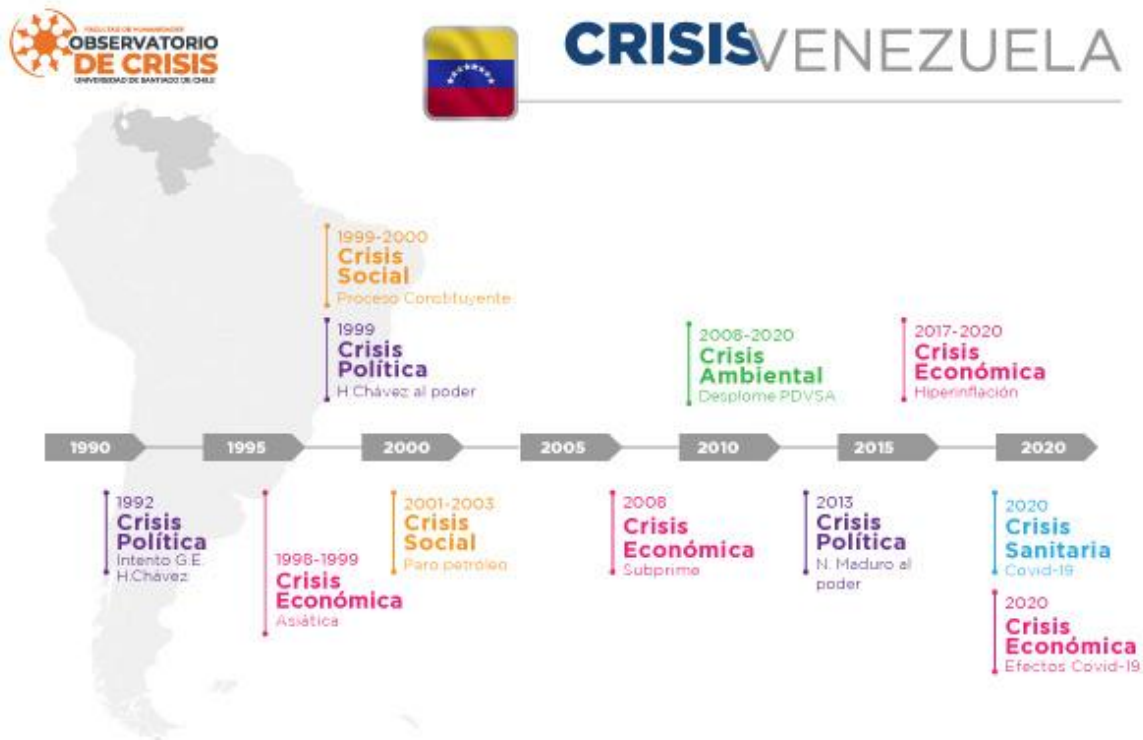 FACULTAD DE HUMANIDADES
OBSERVATORIO
DE CRISIS
UNIVERSIDAD DE SANTIAGO DE CHILE
CRISISVENEZUELA
1999-2000
Crisis
Social
Proceso Constituyente
1999
Crisis
Política
H Chávez al poder
2008-2020
Crisis
Ambiental
Desplome PDVSA
2017-2020
Crisis
Económica
Hiperinflación
1990
1995
2000
2005
2010
2015
2020
1992
Crisis
Política
Intento G.E.
H.Chávez
1998-1999
Crisis
Económica
Asiática
2001-2003
Crisis
Social
Paro petróleo
2008
Crisis
Económica
Subprime
2013
Crisis
Política
N. Maduro al
poder
2020
Crisis
Sanitaria
Covid-19
2020
Crisis
Económica
Efectos Covid-19